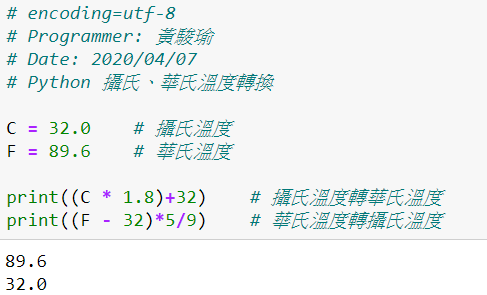 # encoding=utf-8
# Programmer: 黃駿瑜
# Date: 2020/04/07
# Python 攝氏、華氏溫度轉換
C = 32.0    # 攝氏溫度
F = 89.6    # 華氏溫度
print((C * 1.8)+32)    # 攝氏溫度轉華氏溫度
print((F - 32)*5/9)    # 華氏溫度轉攝氏溫度
89.6
32.0